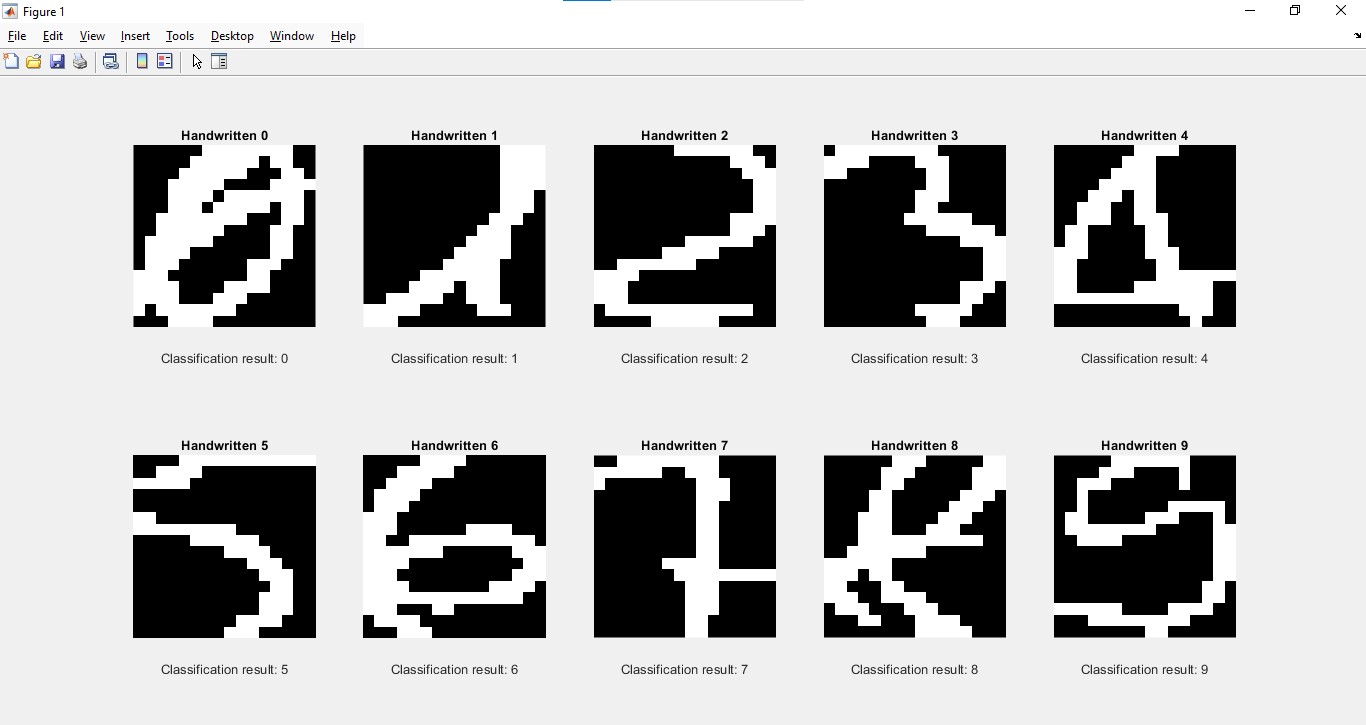 Figure 1
File Edit View Insert Tools Desktop Window Help
Handwritten 0 Handwritten 1 Handwritten 2 Handwritten 3 Handwritten 4
Classification result: 0 Classification result: 1 Classification result: 2 Classification result: 3 Classification result: 4
Handwritten 5 Handwritten 6 Handwritten 7 Handwritten 8 Handwritten 9
Classification result: 5 Classification result: 6 Classification result: 7 Classification result: 8 Classification result: 9